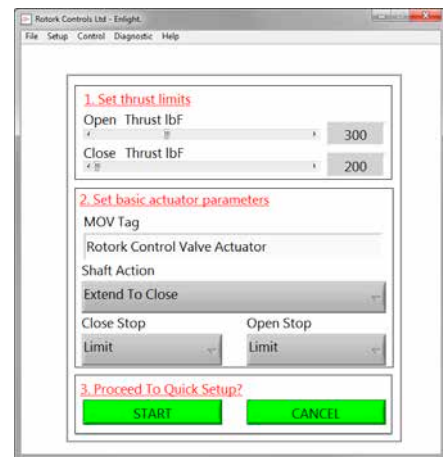 Rotork Controls Ltd - Enlight.
File Setup Control Diagnostic Help
1. Set thrust limits
Open Thrust lbF
300
Close Thrust lbF
200
2. Set basic actuator parameters
MOV Tag
Rotork Control Valve Actuator
Shaft Action
Extend To Close
Close Stop Open Stop
Limit Limit
3. Proceed To Quick Setup?
START CANCEL